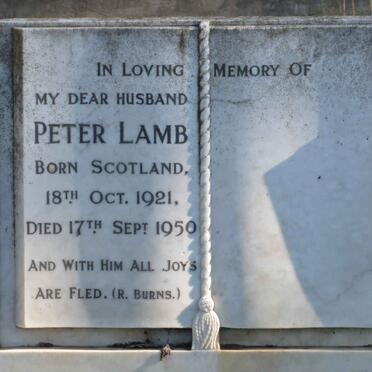 IN LOVING MEMORY OF
MY DEAR HUSBAND
PETER LAMB
BORN SCOTLAND,
18TH OCT. 1921,
DIED 17TH SEPT 1950
AND WITH HIM ALL JOYS
ARE FLED. (R. BURNS.)